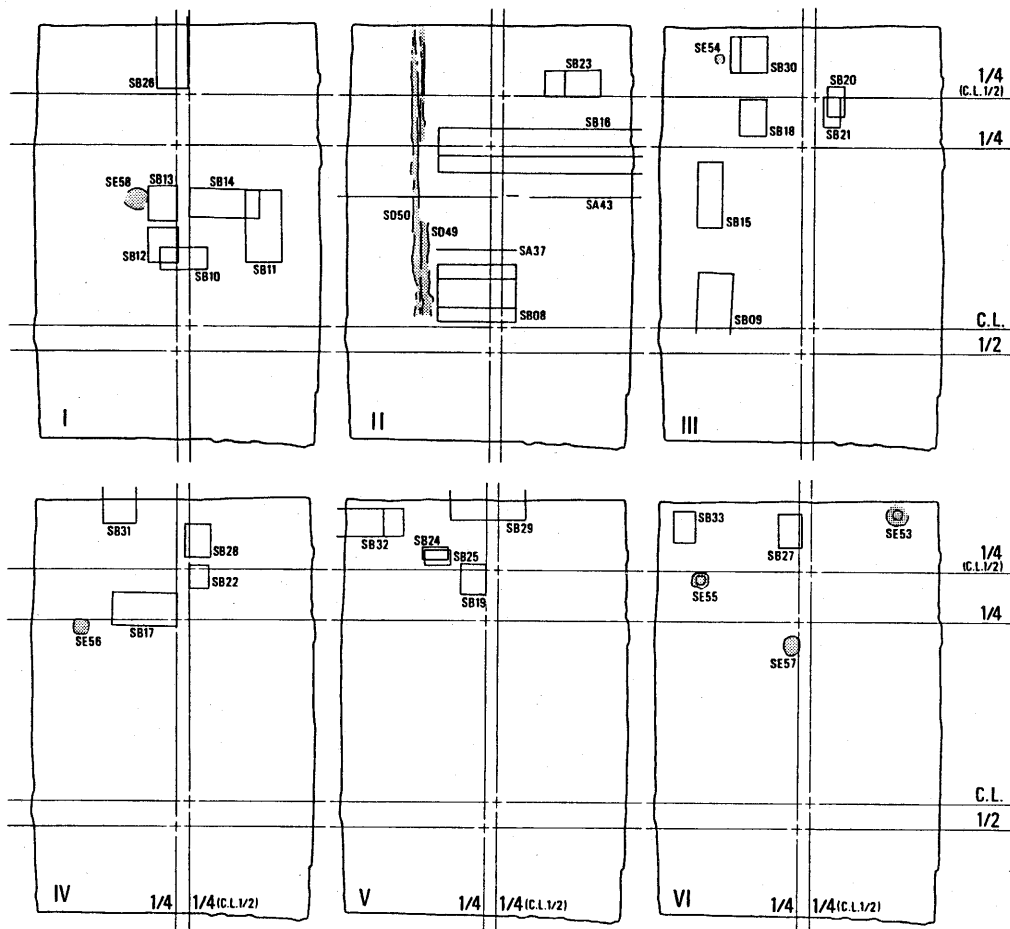 SB26
SE58
SB13
SB14
SB12
SB10
SB11
I
SB23
SB16
SA43
SD50
SD49
SA37
SB08
II
SE54
SB30
SB20
SB18
SB21
SB15
SB09
III
1/4
(C.L.1/2)
1/4
C.L.
1/2
SB31
SB28
SB22
SE56
SB17
IV
1/4
1/4(C.L.1/2)
SB29
SB32
SB24
SB25
SB19
V
1/4
1/4(C.L.1/2)
SB33
SB27
SE53
SE55
SE57
VI
1/4
1/4(C.L.1/2)
1/4
(C.L.1/2)
1/4
C.L.
1/2